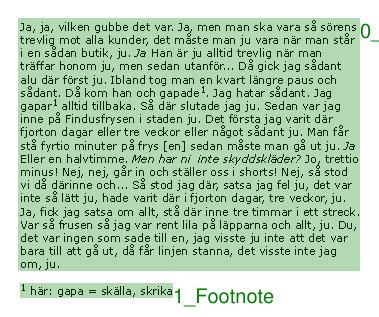 Ja, ja, vilken gubbe det var. Ja, men man ska vara så sörens
trevlig mot alla kunder, det måste man ju vara när man står
i en sådan butik, ju. Ja Han är ju alltid trevlig när man
träffar honom ju, men sedan utanför... Då gick jag sådant
alu där först ju. Ibland tog man en kvart längre paus och
sådant. Då kom han och gapade¹. Jag hatar sådant. Jag
gapar¹ alltid tillbaka. Så där slutade jag ju. Sedan var jag
inne på Findusfrysen i staden ju. Det första jag varit där
fjorton dagar eller tre veckor eller något sådant ju. Man får
stå fyrtio minuter på frys [en] sedan måste man gå ut ju. Ja
Eller en halvtimme. Men har ni inte skyddskläder? Jo, trettio
minus! Nej, nej, går in och ställer oss i shorts! Nej, så stod
vi då därinne och... Så stod jag där, satsa jag fel ju, det var
inte så lätt ju, hade varit där i fjorton dagar, tre veckor, ju.
Ja, fick jag satsa om allt, stå där inne tre timmar i ett streck.
Var så frusen så jag var rent lila på läpparna och allt, ju. Du,
det var ingen som sade till en, jag visste ju inte att det var
bara till att gå ut, då får linjen stanna, det visste inte jag
om, ju.
0_
¹ här: gapa = skälla, skrika
1_Footnote